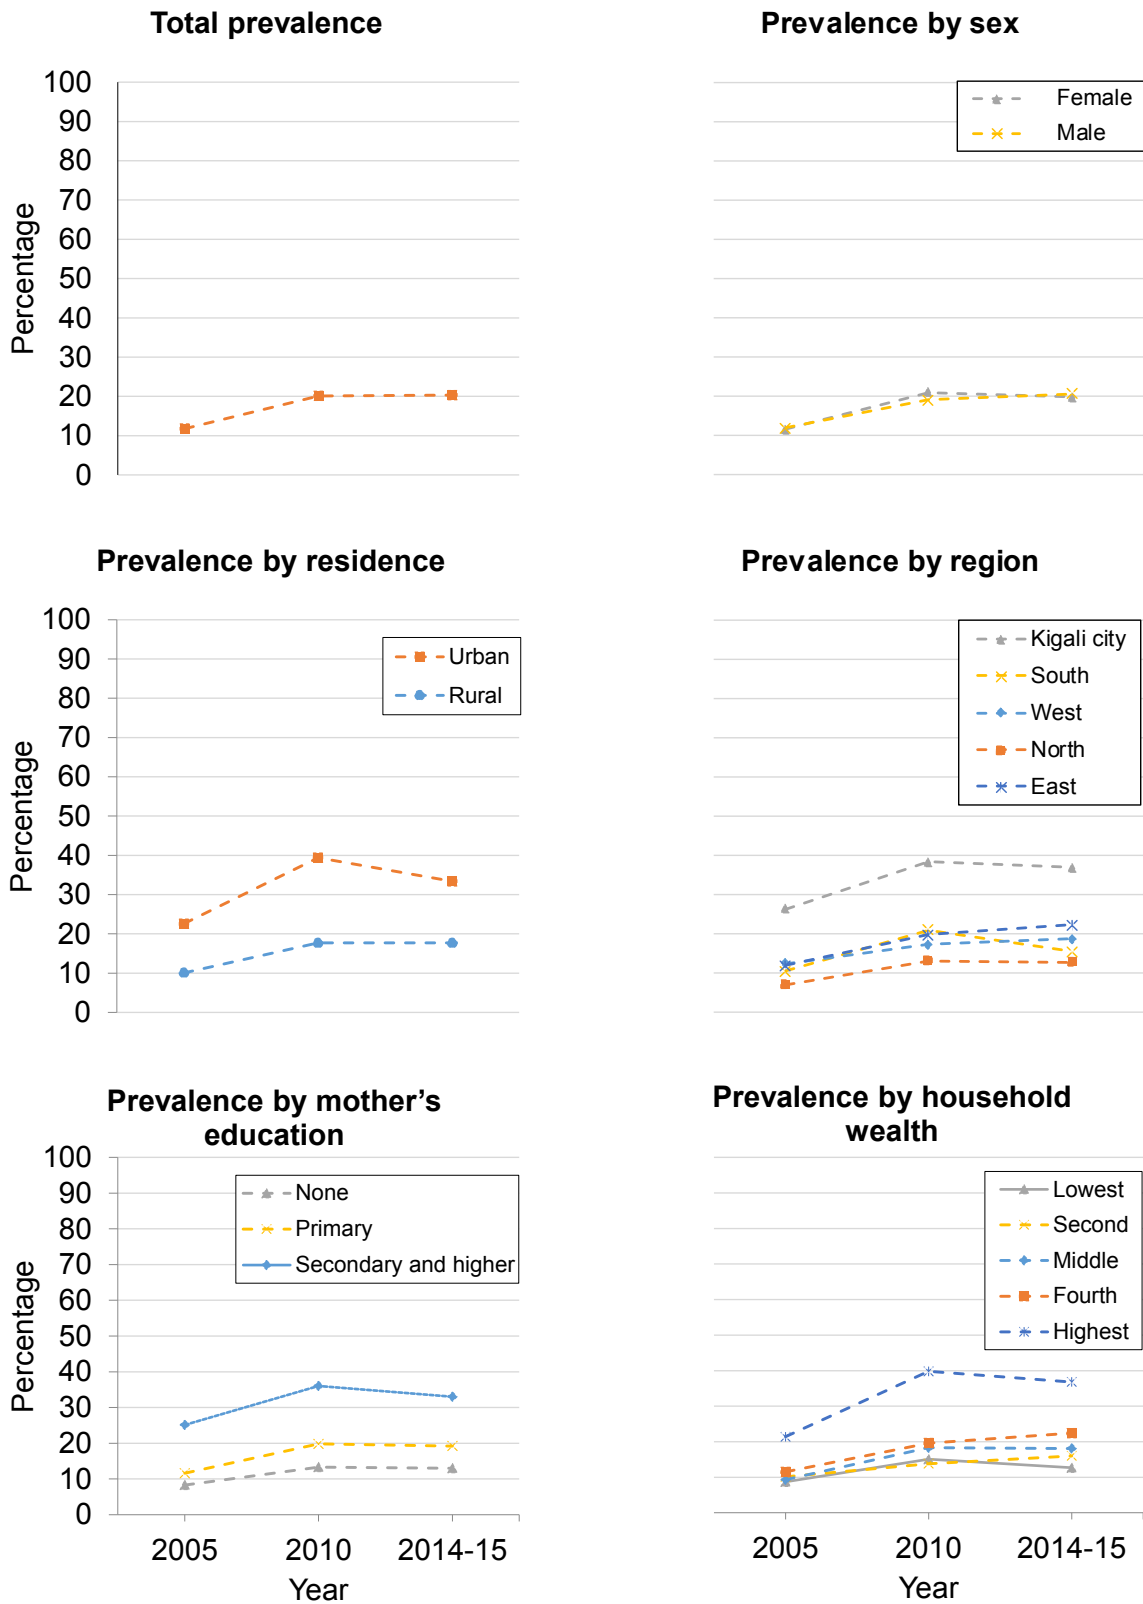 Total prevalence
Percentage
100
90
80
70
60
50
40
30
20
10
0
Prevalence by sex
Female
Male
Prevalence by residence
Percentage
100
90
80
70
60
50
40
30
20
10
0
Urban
Rural
Prevalence by region
Kigali city
South
West
North
East
Prevalence by mother’s
education
Percentage
100
90
80
70
60
50
40
30
20
10
0
None
Primary
Secondary and higher
2005
2010
2014-15
Year
Prevalence by household
wealth
Lowest
Second
Middle
Fourth
Highest
2005
2010
2014-15
Year